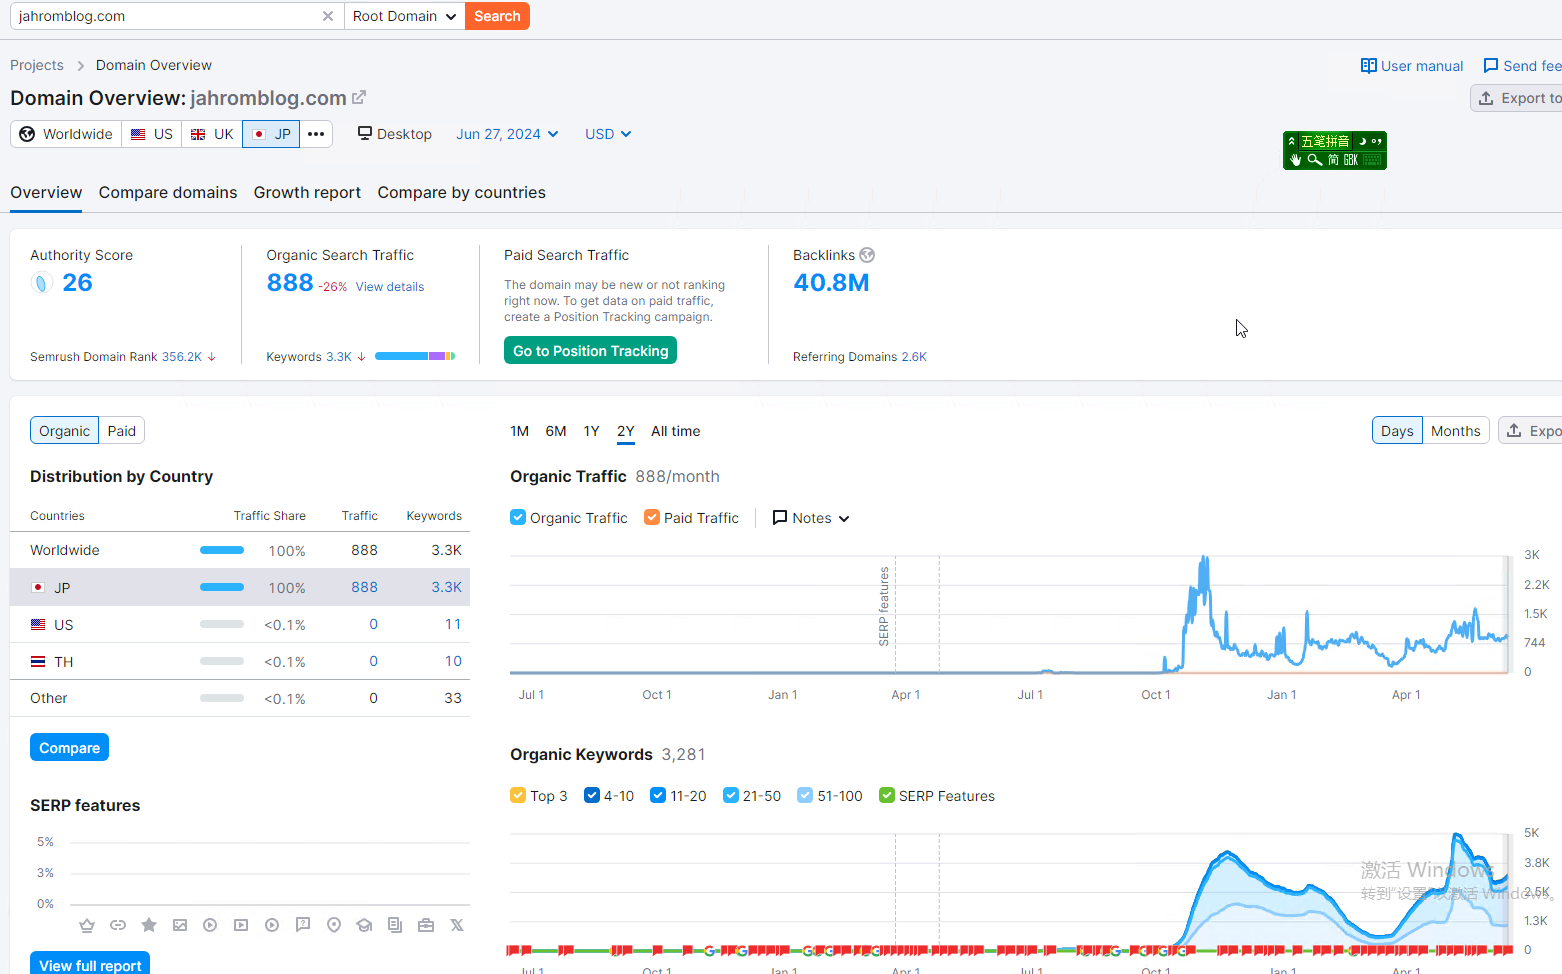 jahromblog.com
Root Domain
Search
Projects
Domain Overview
User manual
Send fee
Domain Overview: jahromblog.com
Export to
Worldwide
US
UK
JP
Desktop
Jun 27, 2024
USD
五笔拼音
简 GBK
Overview
Compare domains
Growth report
Compare by countries
Authority Score
26
Semrush Domain Rank 356.2K ↓
Organic Search Traffic
888 -26% View details
Keywords 3.3K ↓
Paid Search Traffic
The domain may be new or not ranking
right now. To get data on paid traffic,
create a Position Tracking campaign.
Go to Position Tracking
Backlinks
40.8M
Referring Domains 2.6K
Organic
Paid
Distribution by Country
Countries Traffic Share Traffic Keywords
Worldwide 100% 888 3.3K
JP 100% 888 3.3K
US <0.1% 0 11
TH <0.1% 0 10
Other <0.1% 0 33
Compare
SERP features
5%
3%
0%
View full report
1M 6M 1Y 2Y All time
Days
Months
Expo
Organic Traffic 888/month
Organic Traffic
Paid Traffic
Notes
SERP features
3K
2.2K
1.5K
744
0
Jul 1 Oct 1 Jan 1 Apr 1 Jul 1 Oct 1 Jan 1 Apr 1
Organic Keywords 3,281
Top 3
4-10
11-20
21-50
51-100
SERP Features
5K
3.8K
2.5K
1.3K
0
激活 Windows
转到"设置"以激活 Windows。
Jul 1 Oct 1 Jan 1 Apr 1 Jul 1 Oct 1 Jan 1 Apr 1